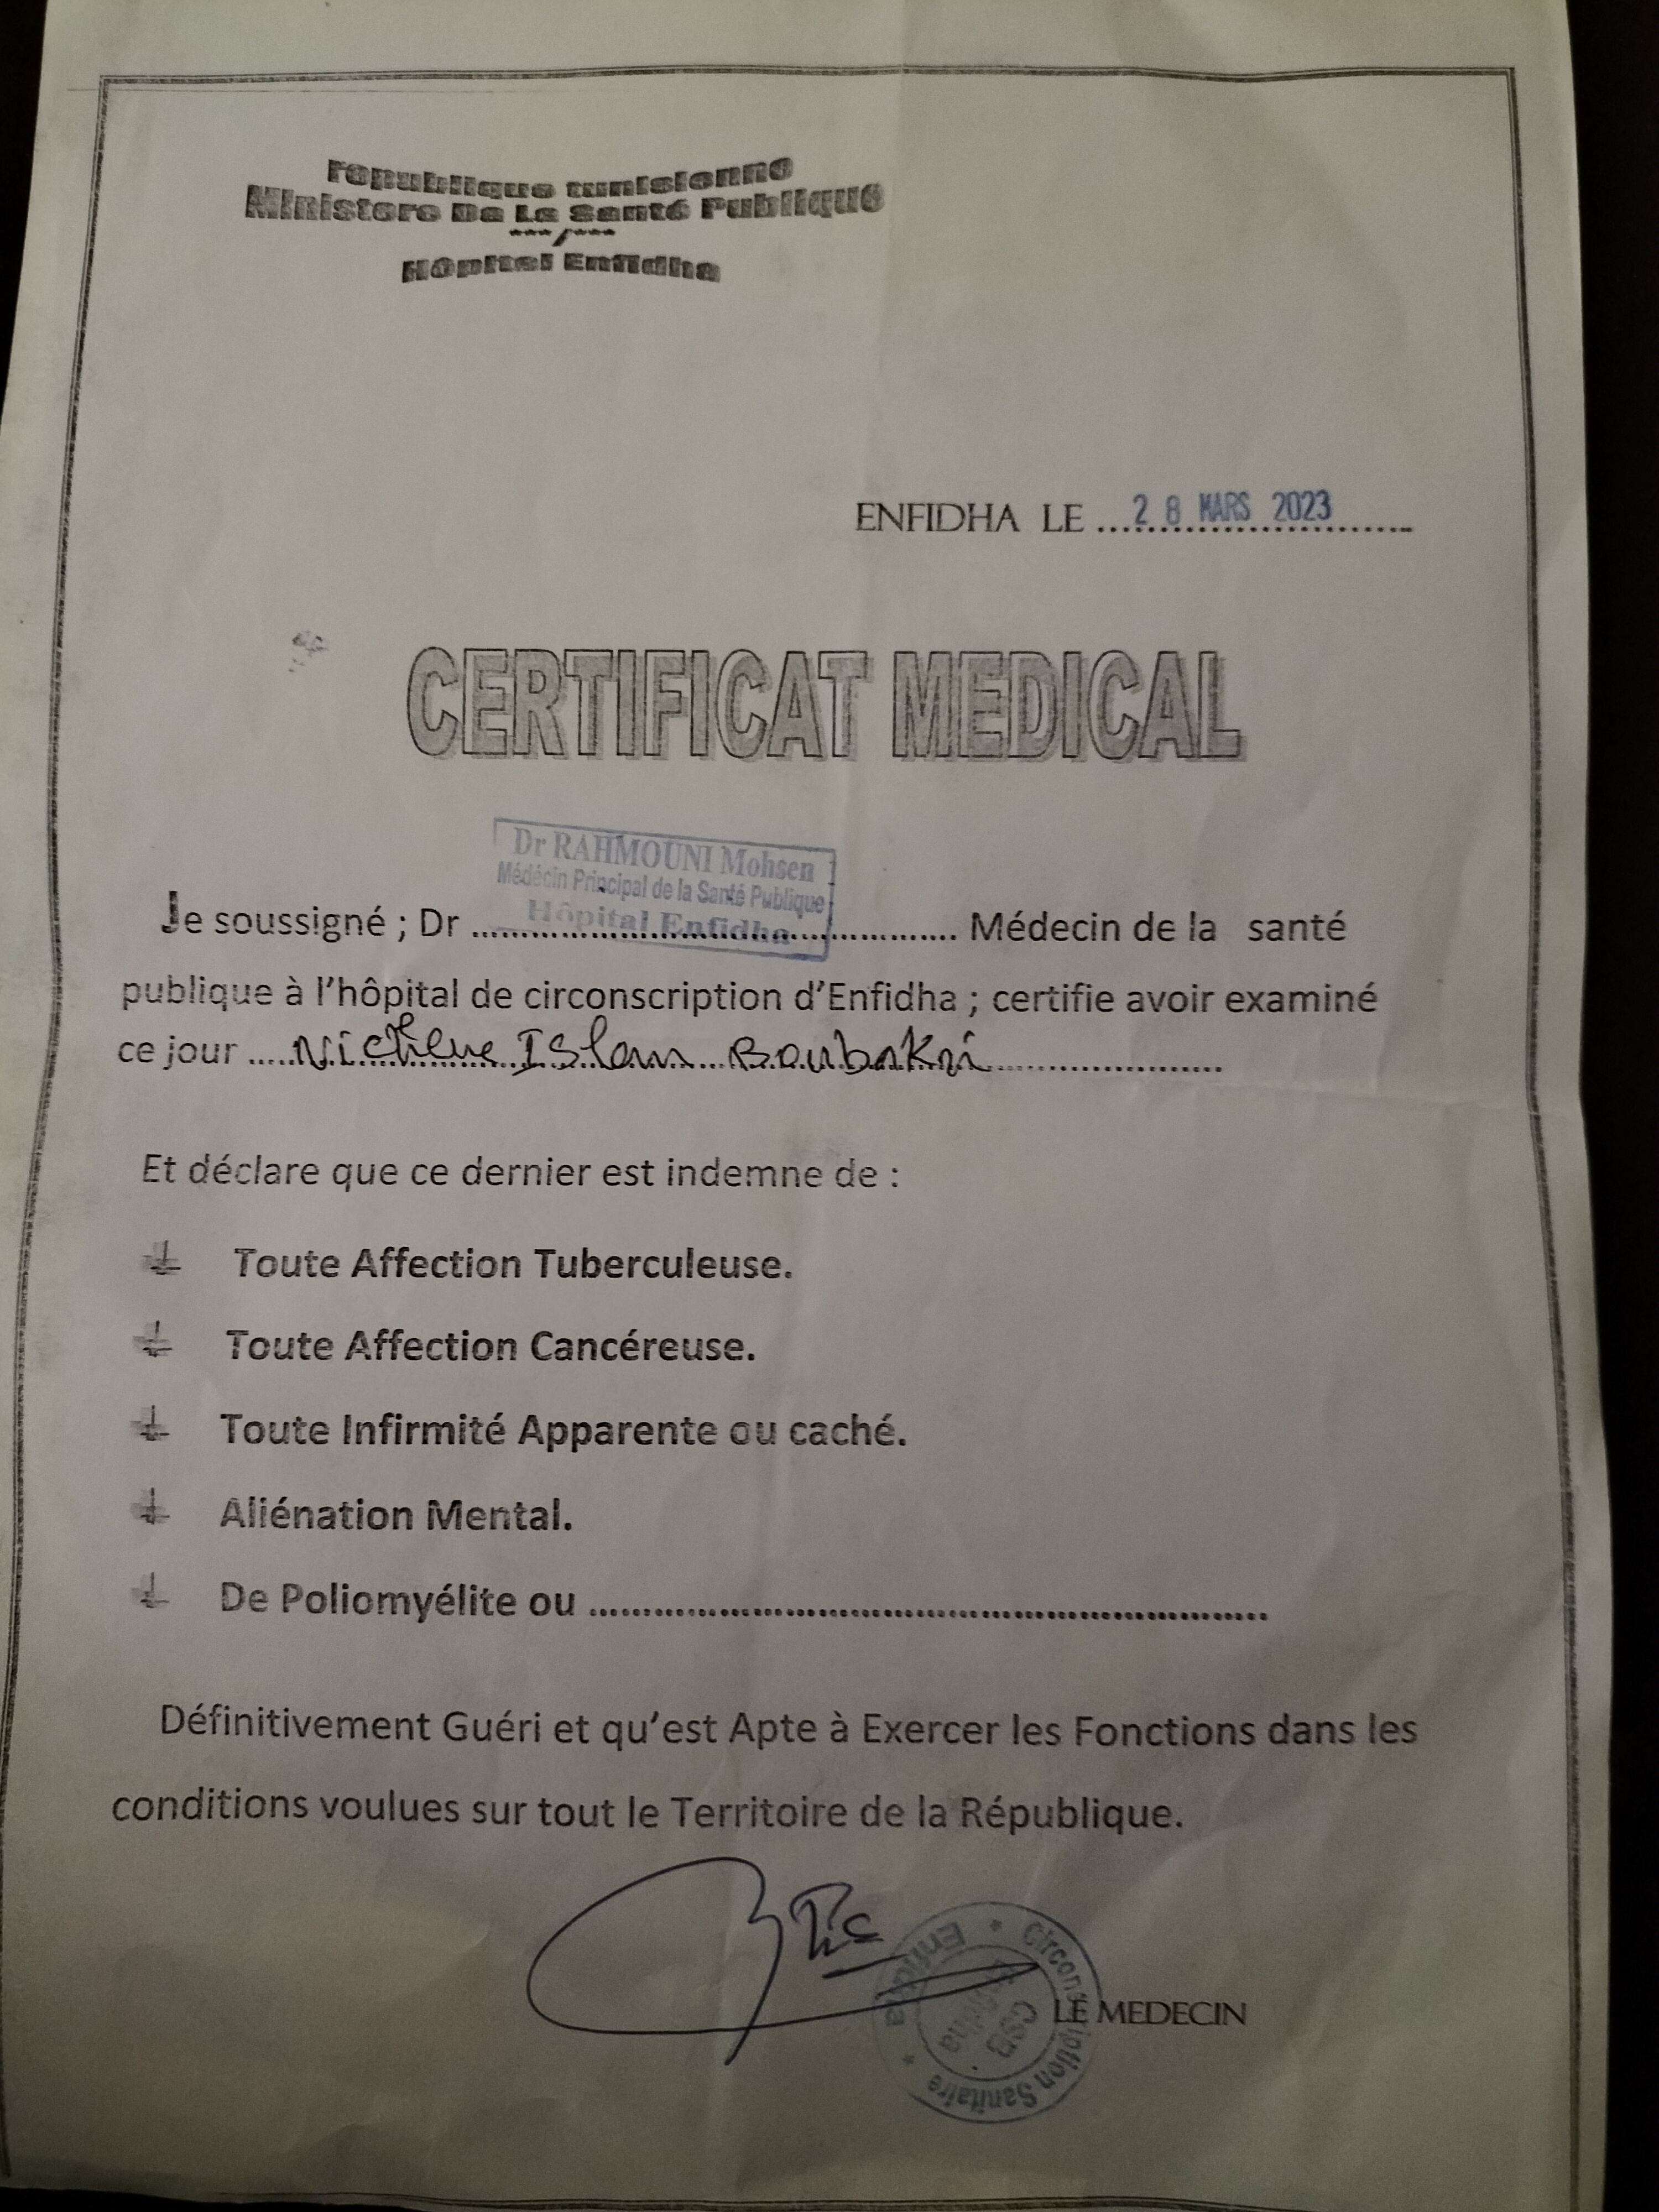 republique tunisienne
Ministere De La Santé Publique
***/***
Hôpital Enfidha
ENFIDHA LE ...28 MARS 2023...
CERTIFICAT MEDICAL
Dr RAHMOUNI Mohsen
Médecin Principal de la Santé Publique
Hôpital Enfidha
Je soussigné ; Dr ........................ Médecin de la santé
publique à l'hôpital de circonscription d'Enfidha ; certifie avoir examiné
ce jour ..... Islam Boubakri ..................
Et déclare que ce dernier est indemne de :
Toute Affection Tuberculeuse.
Toute Affection Cancéreuse.
Toute Infirmité Apparente ou caché.
Aliénation Mental.
De Poliomyélite ou ........................
Définitivement Guéri et qu'est Apte à Exercer les Fonctions dans les
conditions voulues sur tout le Territoire de la République.
LE MEDECIN
Circonscription Sanitaire * Enfidha *
CSB